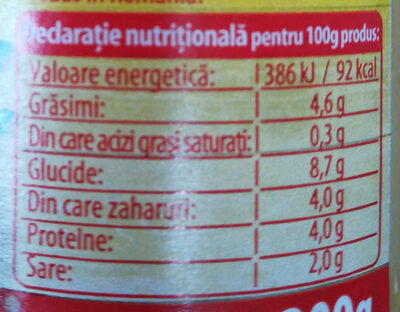 Declarație nutrițională pentru 100g produs:
Valoare energetică: 386 kJ / 92 kcal
Grăsimi: 4,6 g
Din care acizi grași saturați: 0,3 g
Glucide: 8,7 g
Din care zaharuri: 4,0 g
Proteine: 4,0 g
Sare: 2,0 g